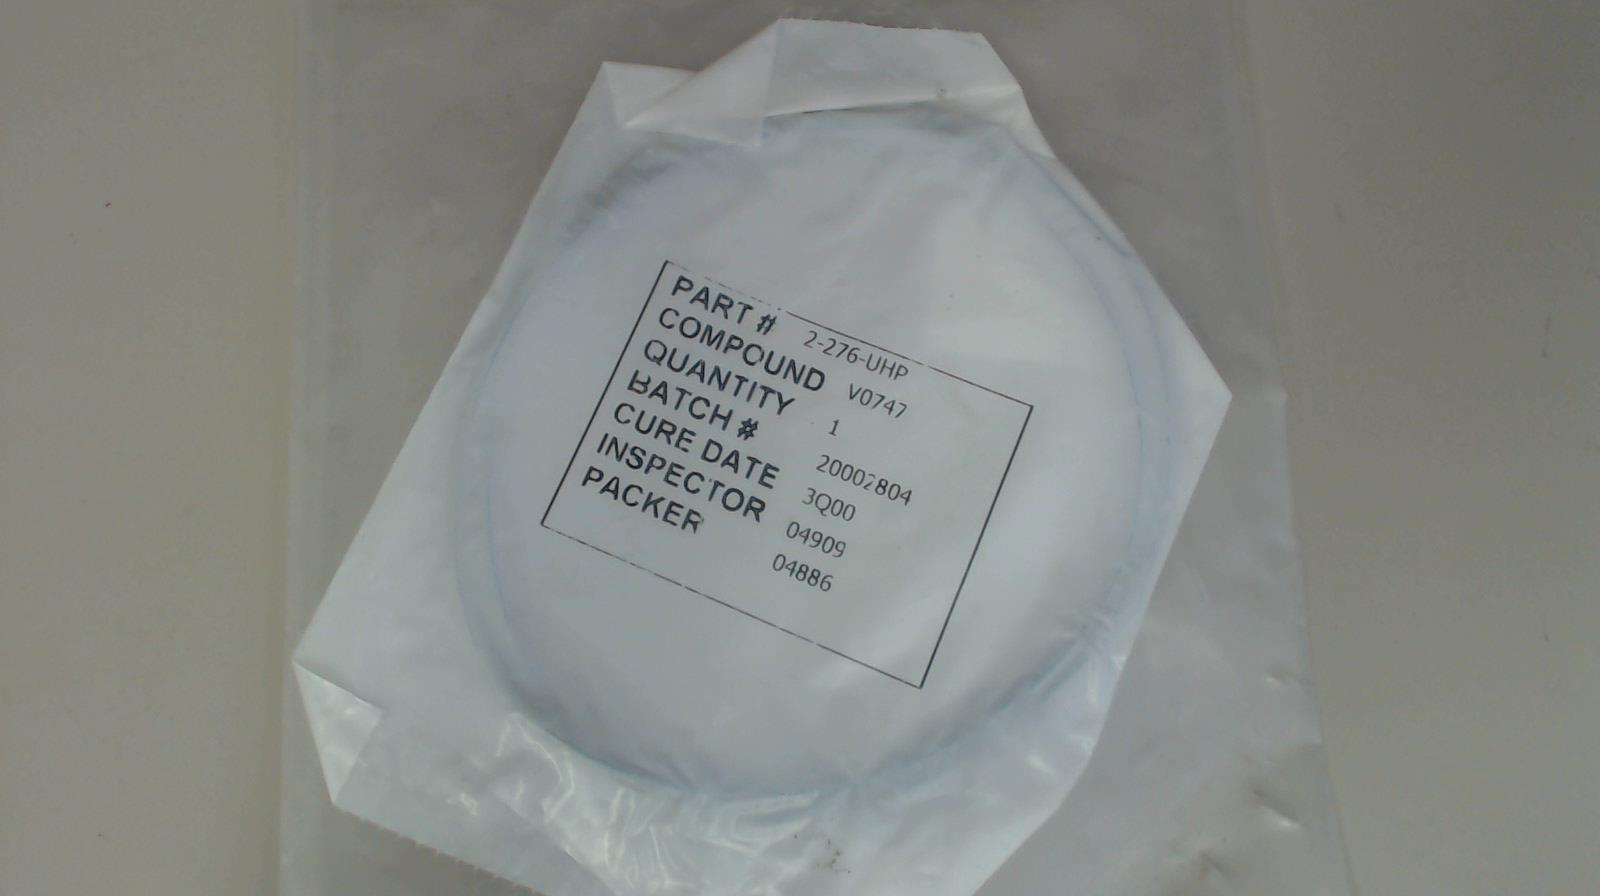 PART # 2-276-UHP
COMPOUND V0747
QUANTITY 1
BATCH # 20002804
CURE DATE 3Q00
INSPECTOR 04909
PACKER 04886